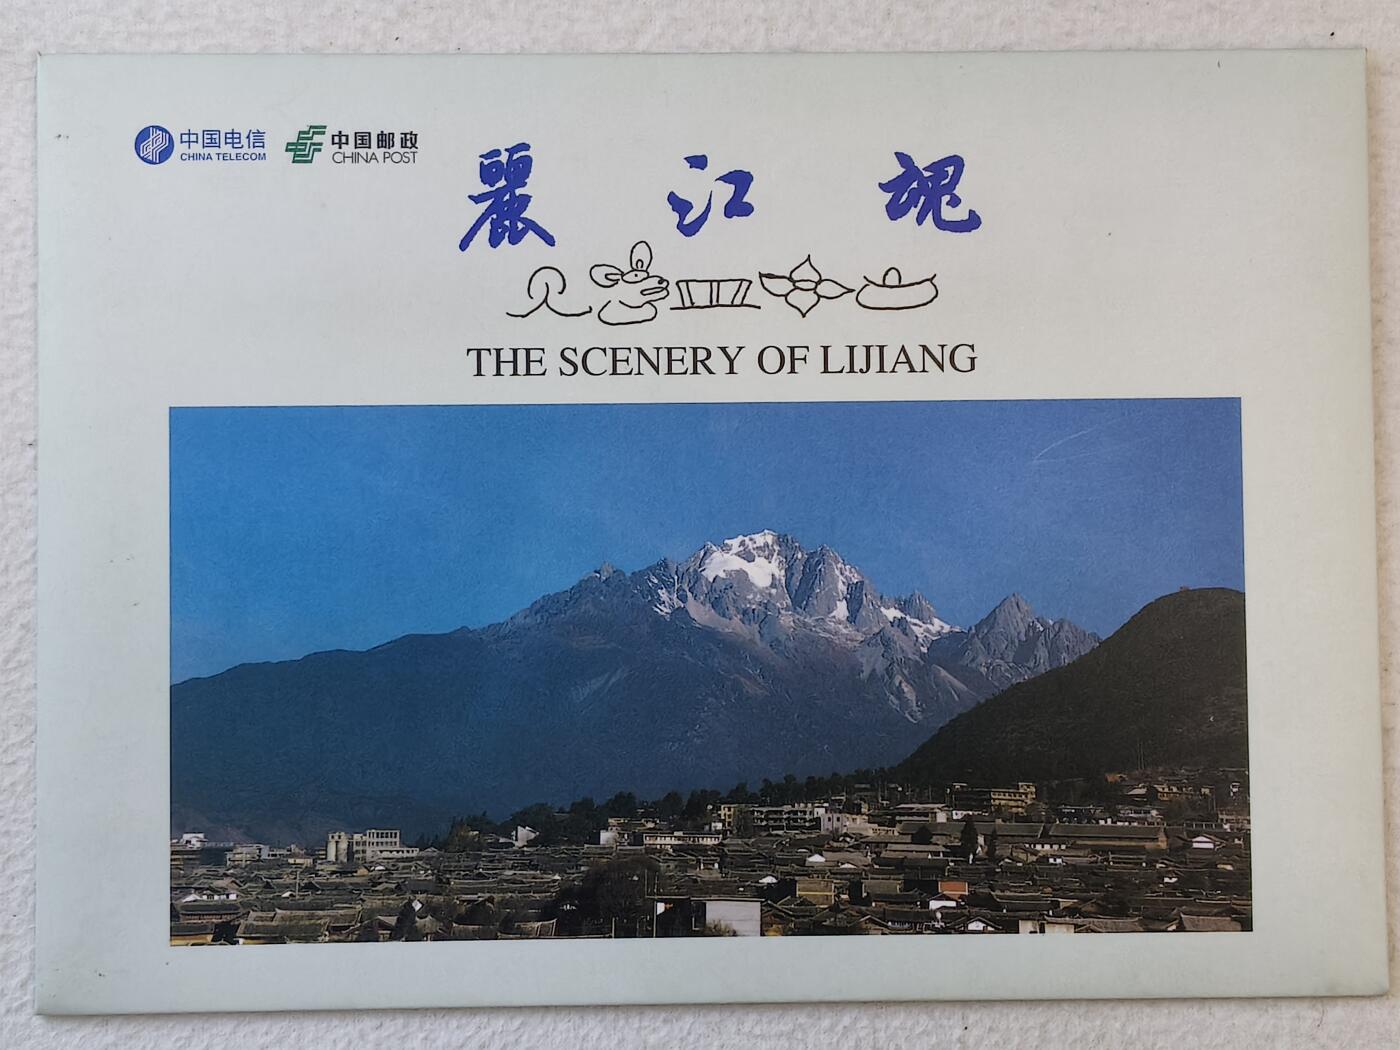 中国电信
CHINA TELECOM
中国邮政
CHINA POST
麗江魂
THE SCENERY OF LIJIANG